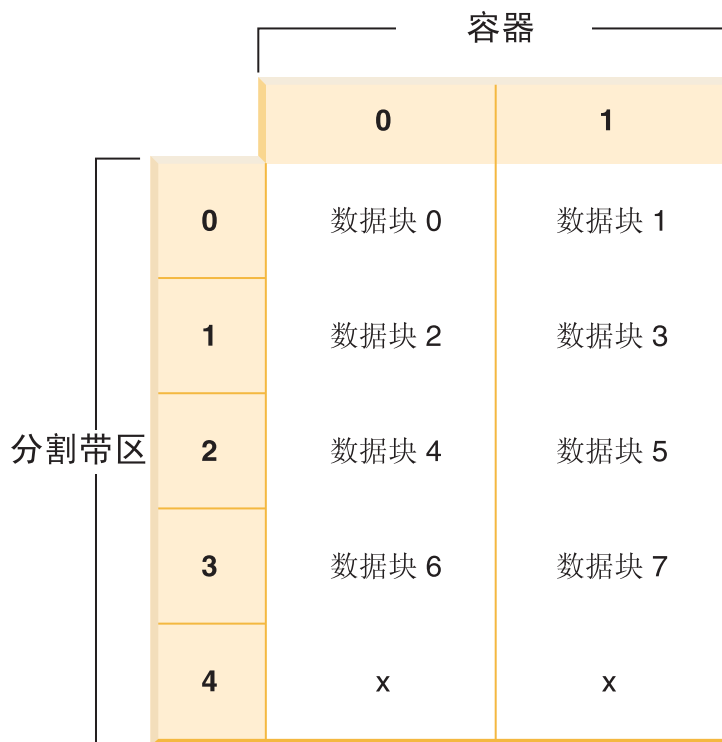 容器
0 1
0 数据块 0 数据块 1
1 数据块 2 数据块 3
分割带区
2 数据块 4 数据块 5
3 数据块 6 数据块 7
4 x x